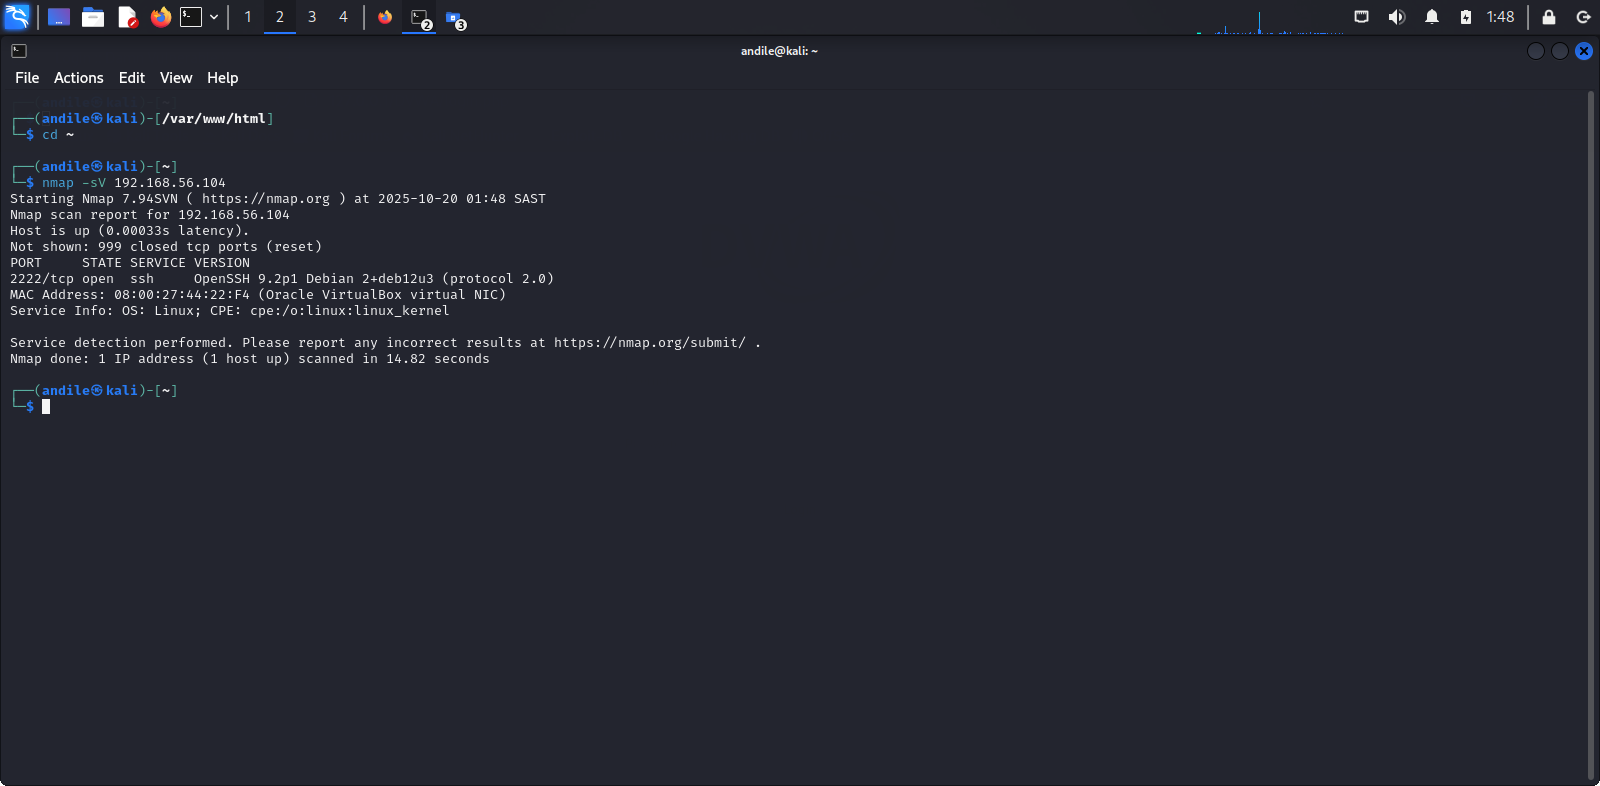 1 2 3 4 2 3 1:48
andile@kali: ~
File Actions Edit View Help
┌──(andile㉿kali)-[/var/www/html]
└─$ cd ~
┌──(andile㉿kali)-[~]
└─$ nmap -sV 192.168.56.104
Starting Nmap 7.94SVN ( https://nmap.org ) at 2025-10-20 01:48 SAST
Nmap scan report for 192.168.56.104
Host is up (0.00033s latency).
Not shown: 999 closed tcp ports (reset)
PORT     STATE SERVICE VERSION
2222/tcp open  ssh     OpenSSH 9.2p1 Debian 2+deb12u3 (protocol 2.0)
MAC Address: 08:00:27:44:22:F4 (Oracle VirtualBox virtual NIC)
Service Info: OS: Linux; CPE: cpe:/o:linux:linux_kernel
Service detection performed. Please report any incorrect results at https://nmap.org/submit/ .
Nmap done: 1 IP address (1 host up) scanned in 14.82 seconds
┌──(andile㉿kali)-[~]
└─$